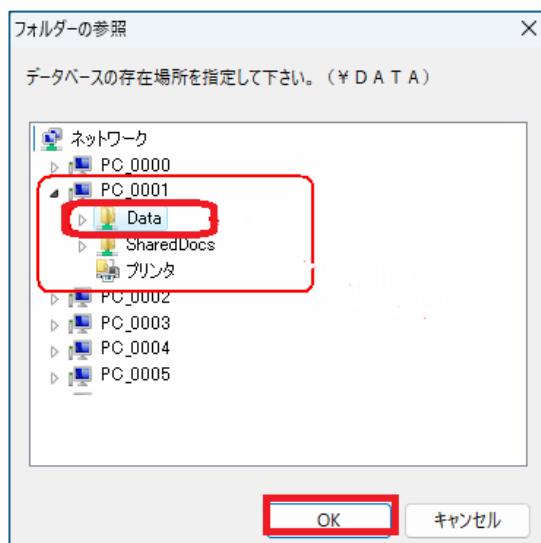 フォルダーの参照
データベースの存在場所を指定して下さい。（￥ＤＡＴＡ）
ネットワーク
PC_0000
PC_0001
Data
SharedDocs
プリンタ
PC_0002
PC_0003
PC_0004
PC_0005
OK キャンセル